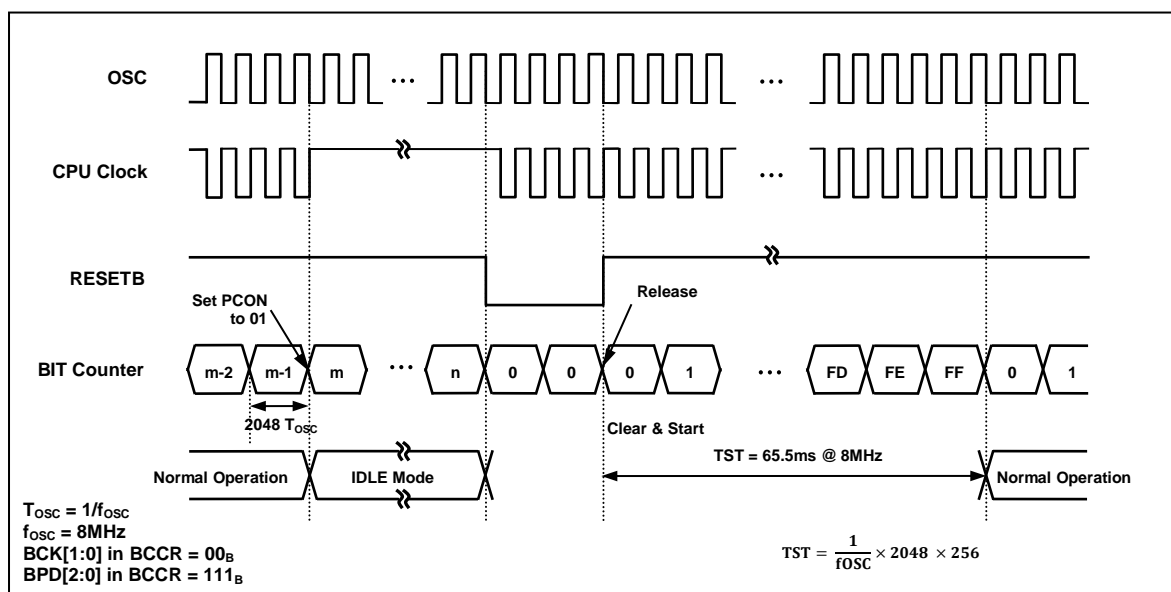 OSC
...
...
CPU Clock
...
RESETB
Set PCON
to 01
Release
BIT Counter
m-2 m-1 m ... n 0 0 0 1 ... FD FE FF 0 1
2048 TOSC
Clear & Start
TST = 65.5ms @ 8MHz
Normal Operation
IDLE Mode
Normal Operation
TOSC = 1/fOSC
fOSC = 8MHz
BCK[1:0] in BCCR = 00B
BPD[2:0] in BCCR = 111B
TST = 1/fOSC × 2048 × 256